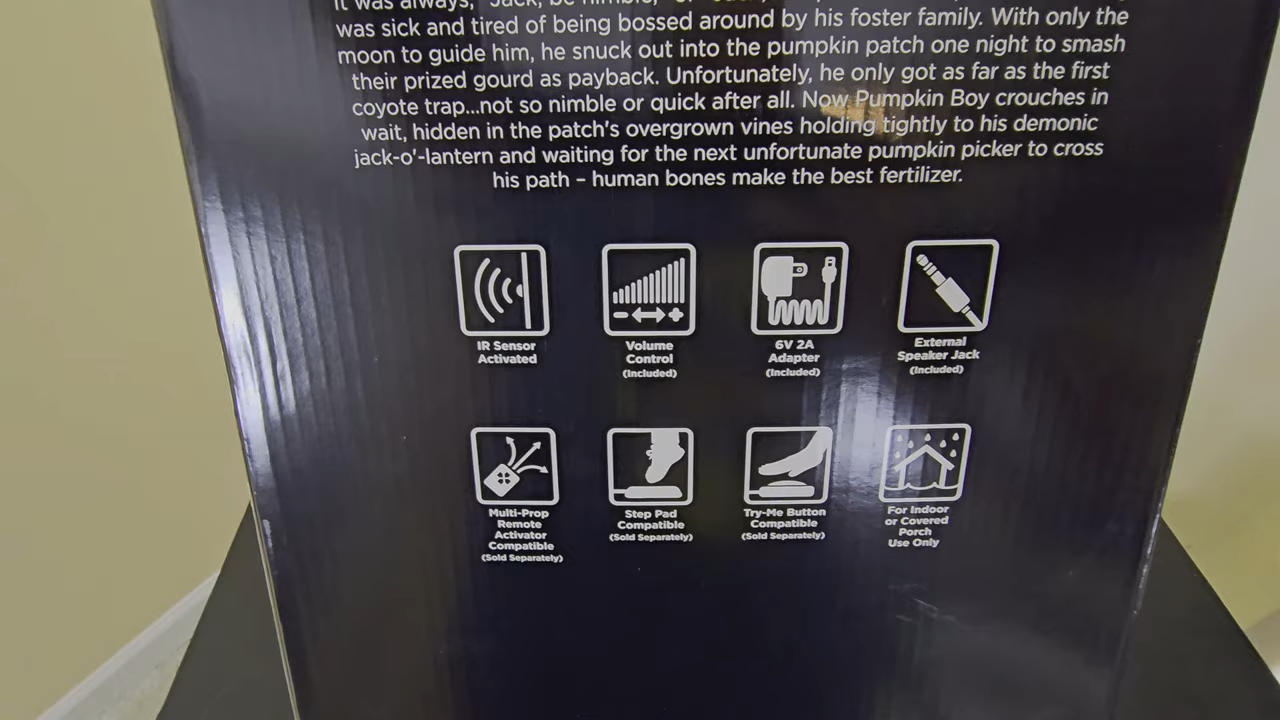 It was always, "Jack, be nimble,"
was sick and tired of being bossed around by his foster family. With only the
moon to guide him, he snuck out into the pumpkin patch one night to smash
their prized gourd as payback. Unfortunately, he only got as far as the first
coyote trap...not so nimble or quick after all. Now Pumpkin Boy crouches in
wait, hidden in the patch's overgrown vines holding tightly to his demonic
jack-o'-lantern and waiting for the next unfortunate pumpkin picker to cross
his path – human bones make the best fertilizer.
IR Sensor
Activated
Volume
Control
(Included)
6V 2A
Adapter
(Included)
External
Speaker Jack
(Included)
Multi-Prop
Remote
Activator
Compatible
(Sold Separately)
Step Pad
Compatible
(Sold Separately)
Try-Me Button
Compatible
(Sold Separately)
For Indoor
or Covered
Porch
Use Only